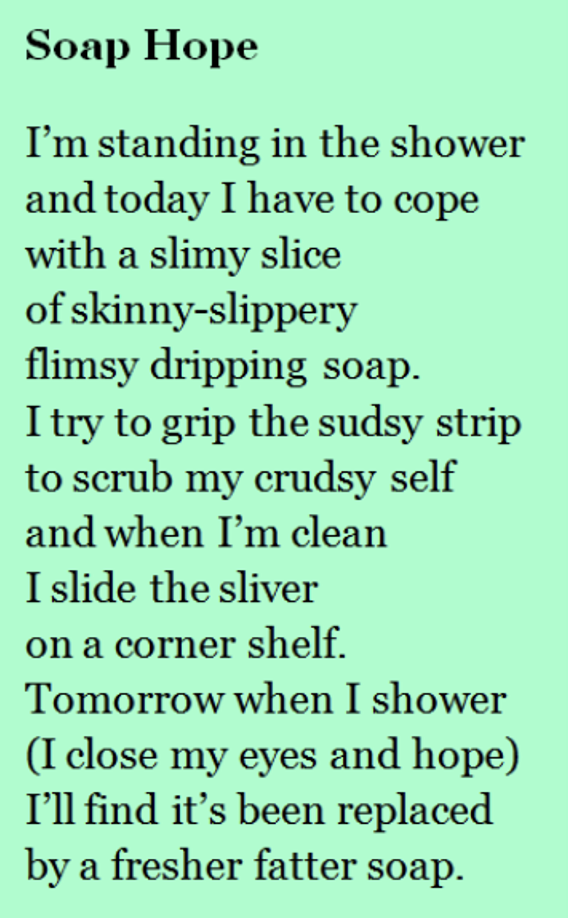 Soap Hope
I'm standing in the shower
and today I have to cope
with a slimy slice
of skinny-slippery
flimsy dripping soap.
I try to grip the sudsy strip
to scrub my crudsy self
and when I'm clean
I slide the sliver
on a corner shelf.
Tomorrow when I shower
(I close my eyes and hope)
I'll find it's been replaced
by a fresher fatter soap.